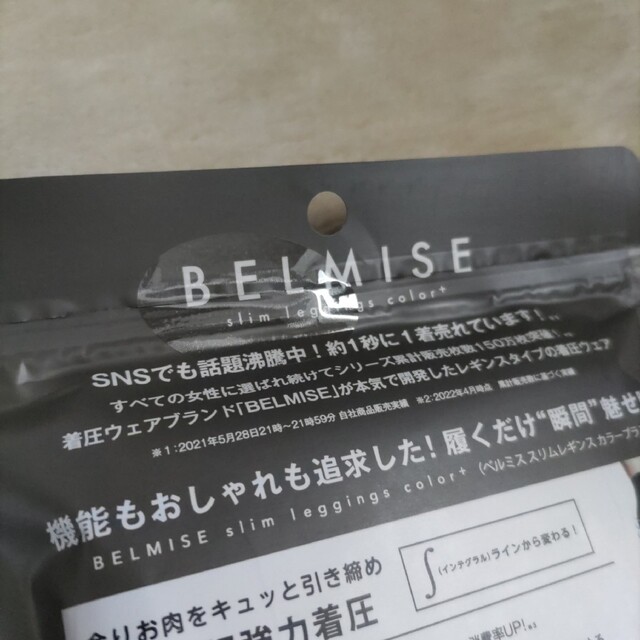 BELMISE
slim leggings color+
SNSでも話題沸騰中！約1秒に1着売れています！
すべての女性に選ばれ続けてシリーズ累計販売枚数150万枚突破！
着圧ウェアブランド「BELMISE」が本気で開発したレギンスタイプの着圧ウェア
※1：2021年5月28日21時～21時59分 自社商品販売実績 ※2：2022年4月時点
機能もおしゃれも追求した！履くだけ“瞬間”魅せ
BELMISE slim leggings color+ (ベルミス スリムレギンス カラープラ
∫(インテグラル)ラインから変わる！
余りお肉をキュッと引き締め
強力着圧
消費率UP!